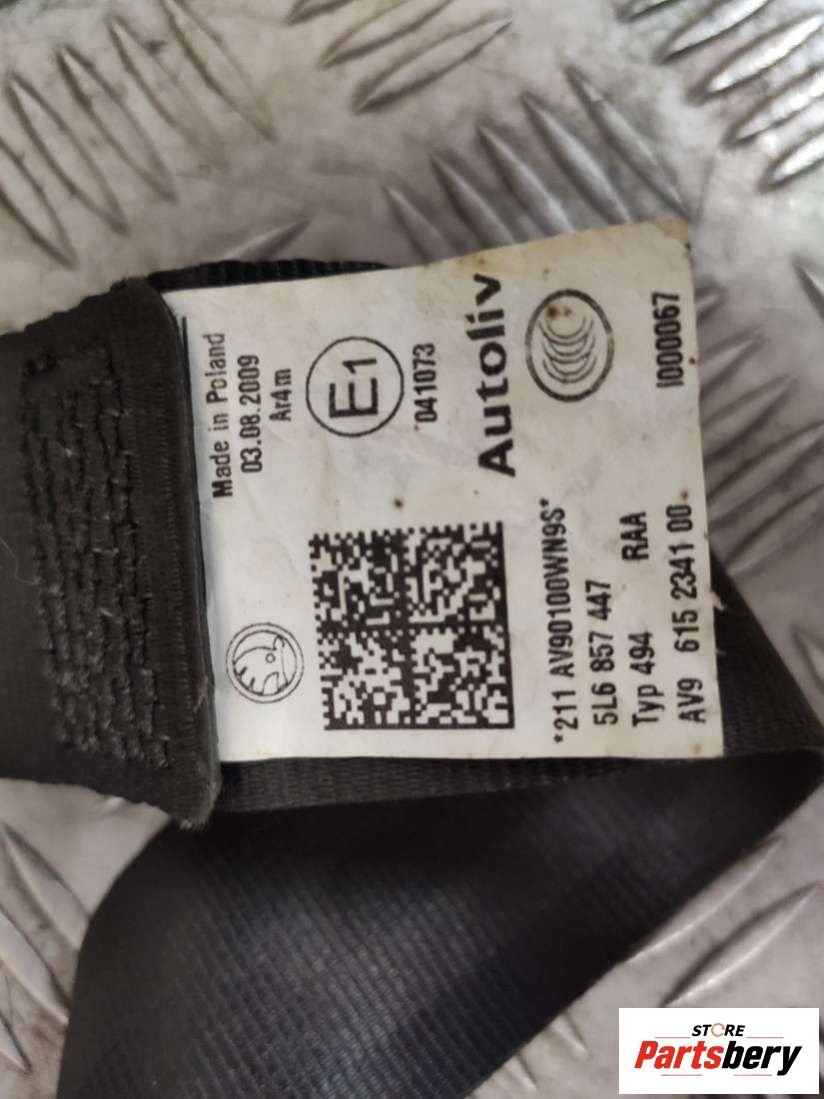 Made in Poland
03.08.2009
Ar4m
E1
041073
Autoliv
CCC
I000067
*211 AV90100WN9S*
5L6 857 447
Typ 494 RAA
AV9 615 2341 00
STORE
Partsbery